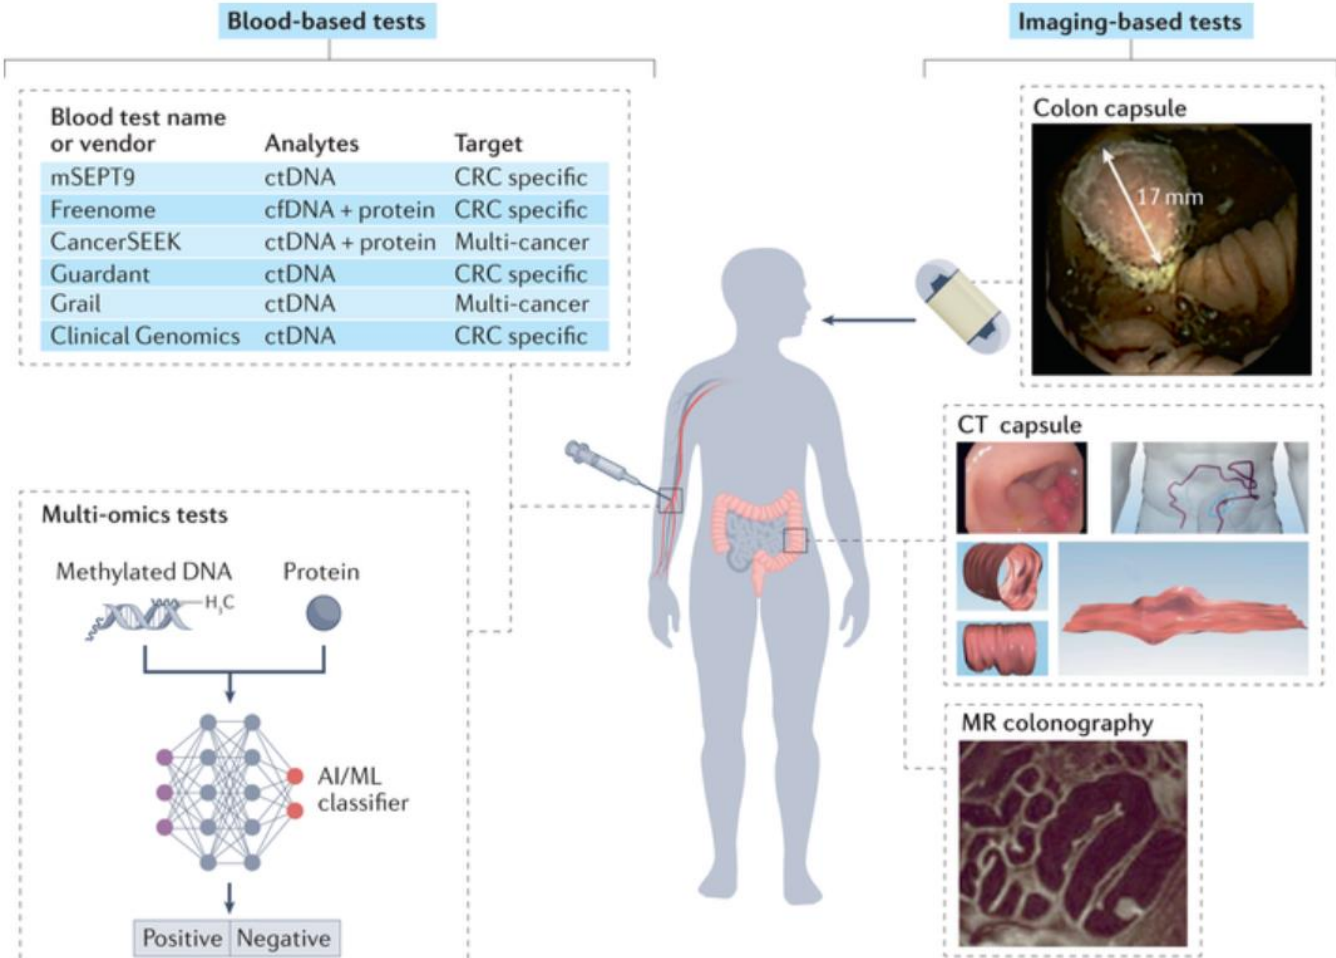 Blood-based tests
Blood test name
or vendor
Analytes
Target
mSEPT9 ctDNA CRC specific
Freenome cfDNA + protein CRC specific
CancerSEEK ctDNA + protein Multi-cancer
Guardant ctDNA CRC specific
Grail ctDNA Multi-cancer
Clinical Genomics ctDNA CRC specific
Multi-omics tests
Methylated DNA
Protein
H₃C
AI/ML
classifier
Positive Negative
Imaging-based tests
Colon capsule
17 mm
CT capsule
MR colonography